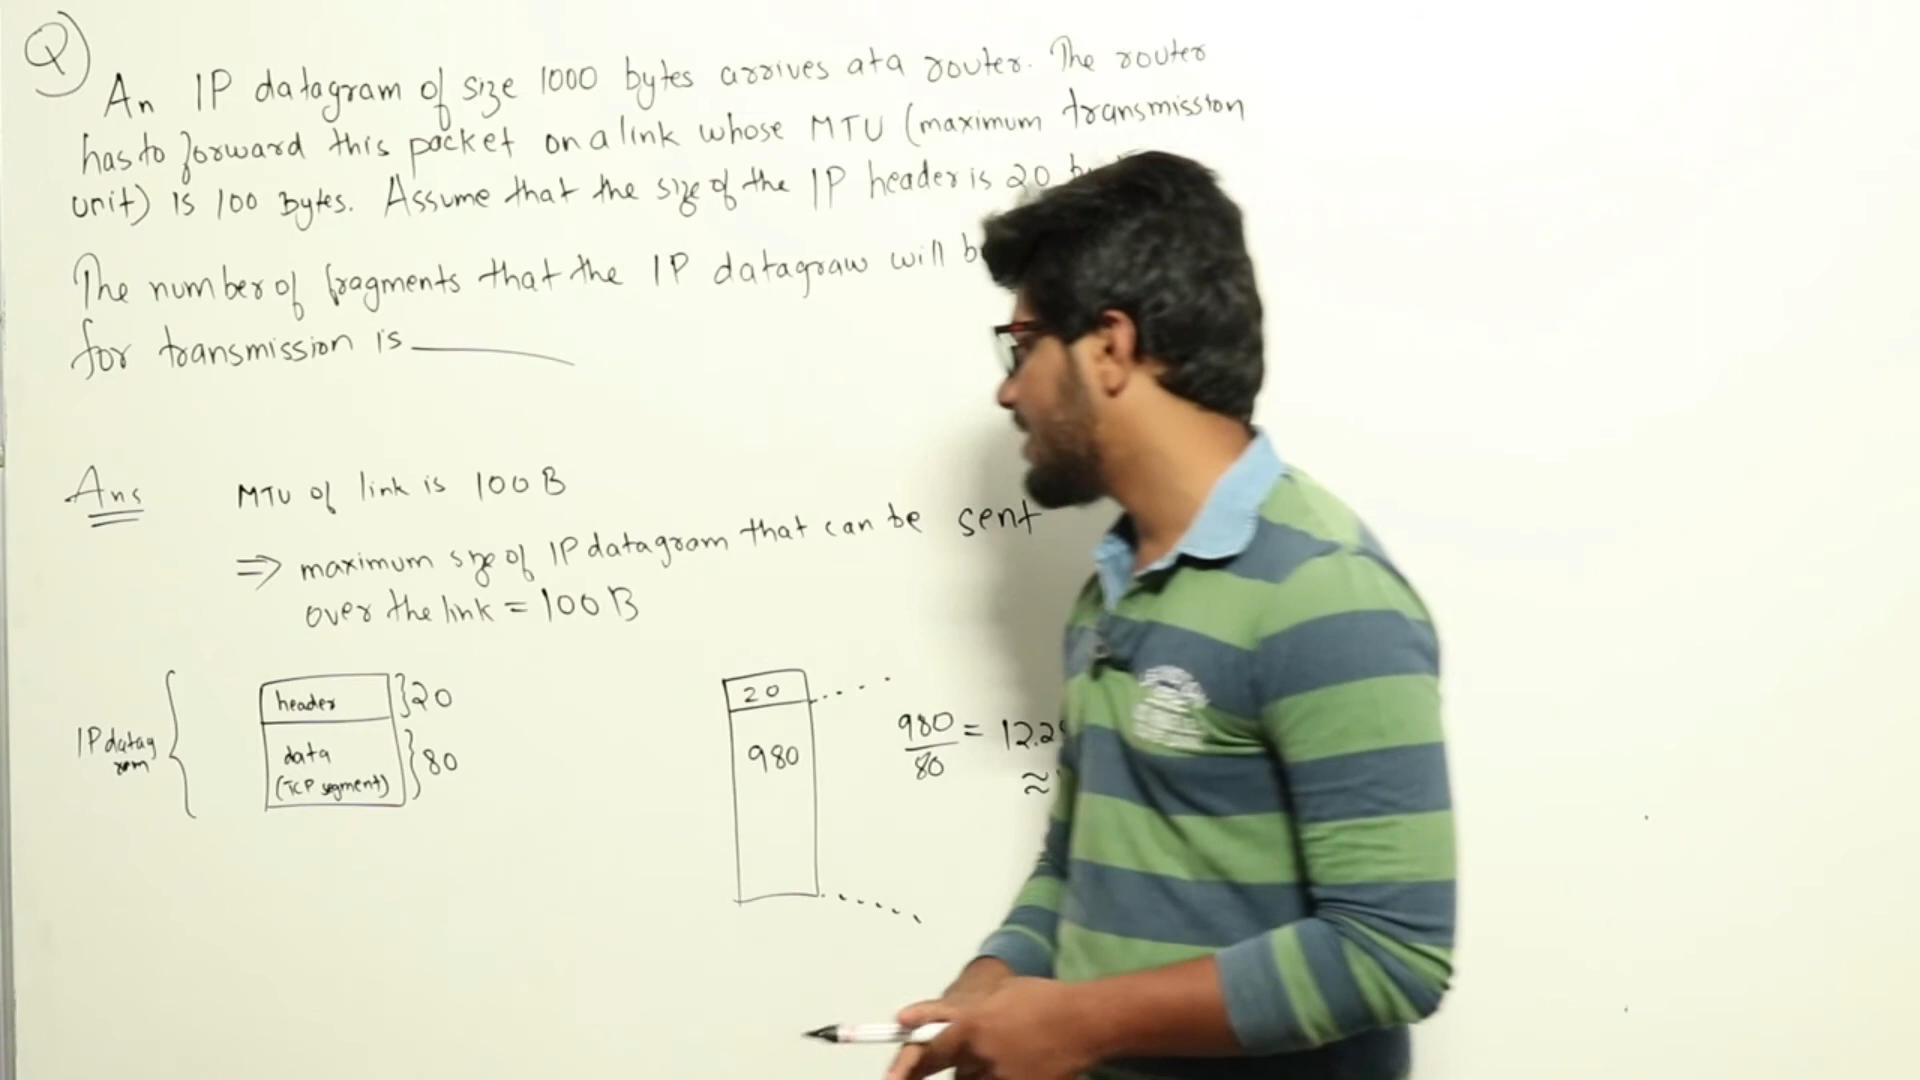 Q)
An IP datagram of size 1000 bytes arrives at a router. The router
has to forward this packet on a link whose MTU (maximum transmission
unit) is 100 bytes. Assume that the size of the IP header is 20
The number of fragments that the IP datagram will
for transmission is
Ans
MTU of link is 100B
⇒ maximum size of IP datagram that can be sent
over the link = 100B
IP datag
ram
header }20
data
(TCP segment) }80
20
980
980/80 = 12.2
≈